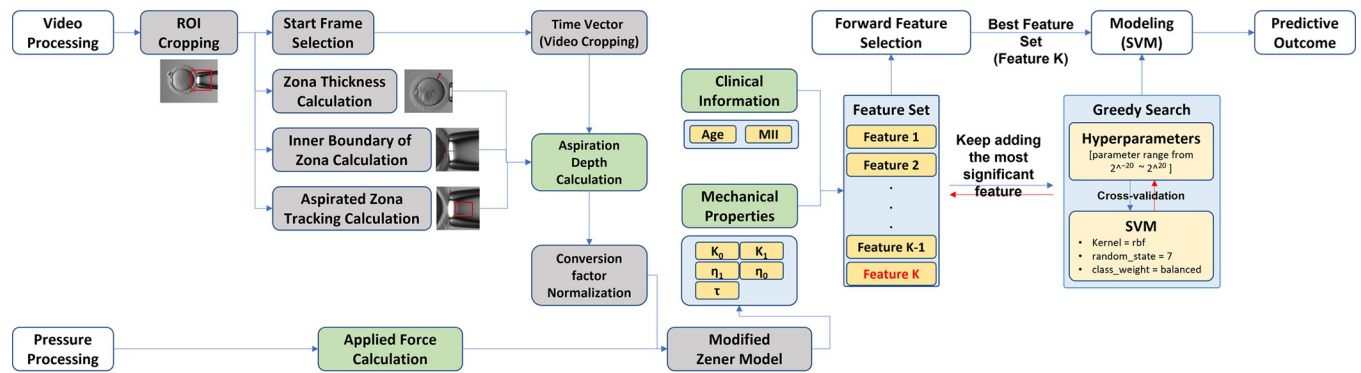 Video
Processing
ROI
Cropping
Start Frame
Selection
Time Vector
(Video Cropping)
Zona Thickness
Calculation
Inner Boundary of
Zona Calculation
Aspirated Zona
Tracking Calculation
Aspiration
Depth
Calculation
Conversion
factor
Normalization
Pressure
Processing
Applied Force
Calculation
Modified
Zener Model
Clinical
Information
Age
MII
Mechanical
Properties
K₀
K₁
η₁
η₀
τ
Forward Feature
Selection
Feature Set
Feature 1
Feature 2
.
.
.
Feature K-1
Feature K
Best Feature
Set
(Feature K)
Keep adding
the most
significant
feature
Modeling
(SVM)
Predictive
Outcome
Greedy Search
Hyperparameters
[parameter range from
2^⁻²⁰ ~ 2^²⁰ ]
Cross-validation
SVM
• Kernel = rbf
• random_state = 7
• class_weight = balanced